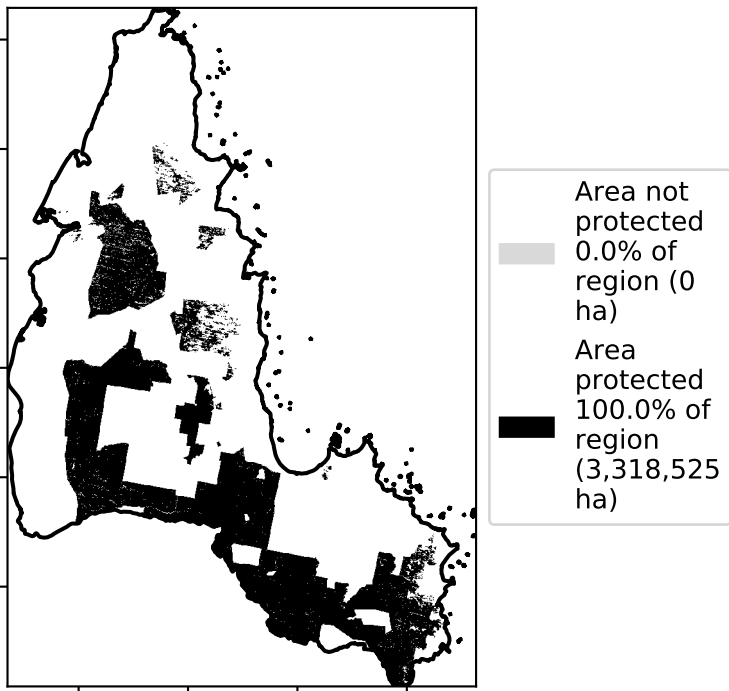 Area not
protected
0.0% of
region (0
ha)
Area
protected
100.0% of
region
(3,318,525
ha)